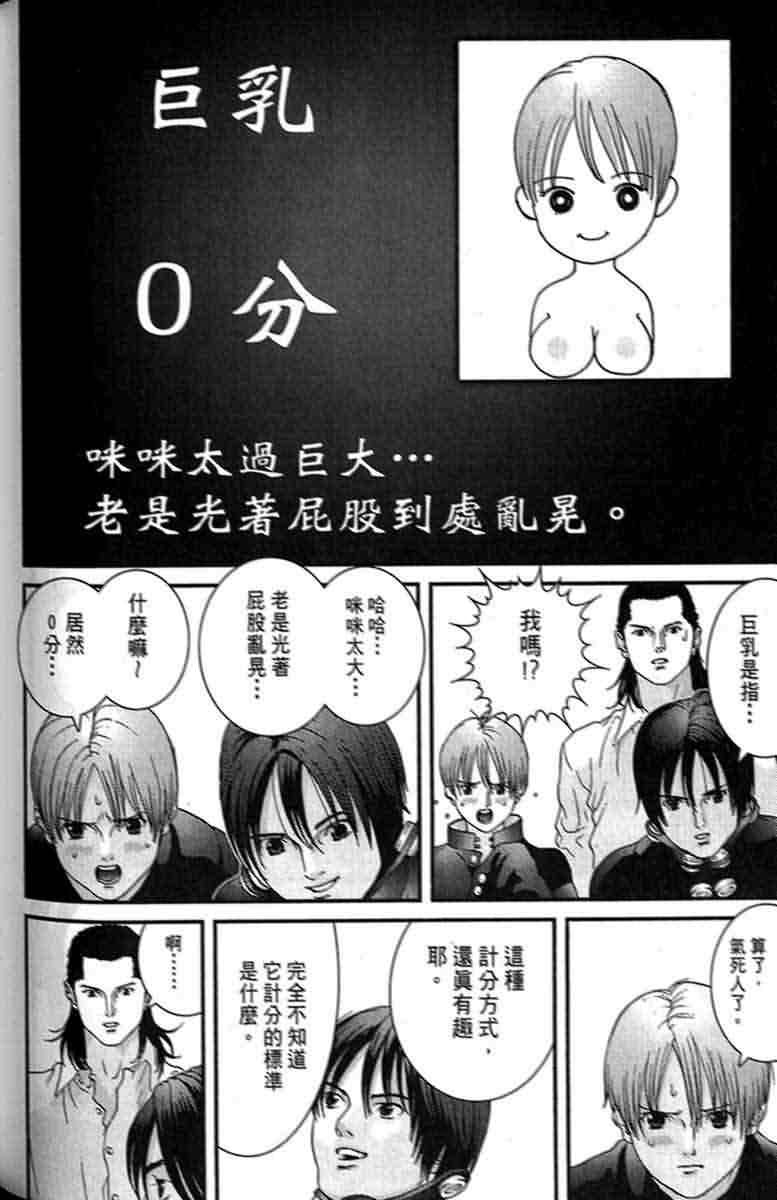 巨乳
0分
咪咪太過巨大…
老是光著屁股到處亂晃。
巨乳是指…
我嗎!?
哈哈…
咪咪太大…
老是光著
屁股亂晃…
什麼嘛~
居然
0分…
算了，
氣死人了。
這種
計分方式，
還真有趣
耶。
完全不知道
它計分的標準
是什麼。
啊……